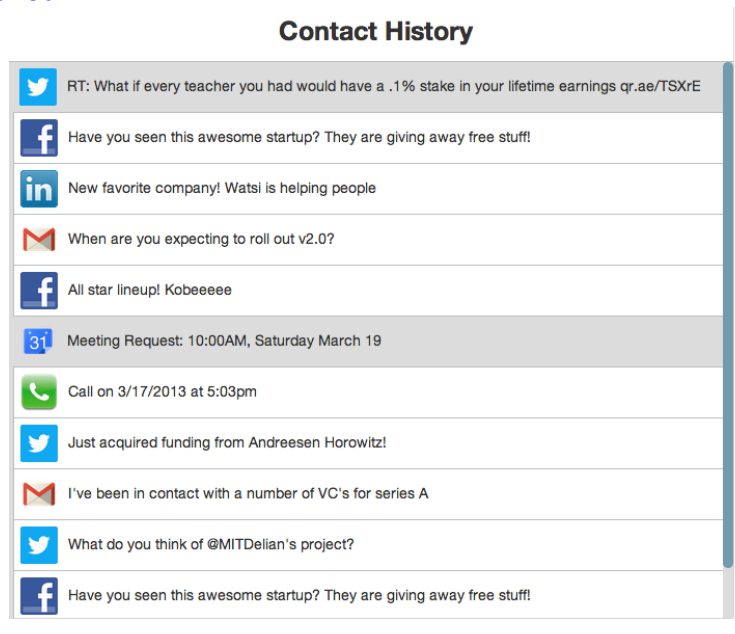 Contact History
RT: What if every teacher you had would have a .1% stake in your lifetime earnings qr.ae/TSXrE
Have you seen this awesome startup? They are giving away free stuff!
in New favorite company! Watsi is helping people
When are you expecting to roll out v2.0?
All star lineup! Kobeeeee
31 Meeting Request: 10:00AM, Saturday March 19
Call on 3/17/2013 at 5:03pm
Just acquired funding from Andreesen Horowitz!
I've been in contact with a number of VC's for series A
What do you think of @MITDelian's project?
Have you seen this awesome startup? They are giving away free stuff!